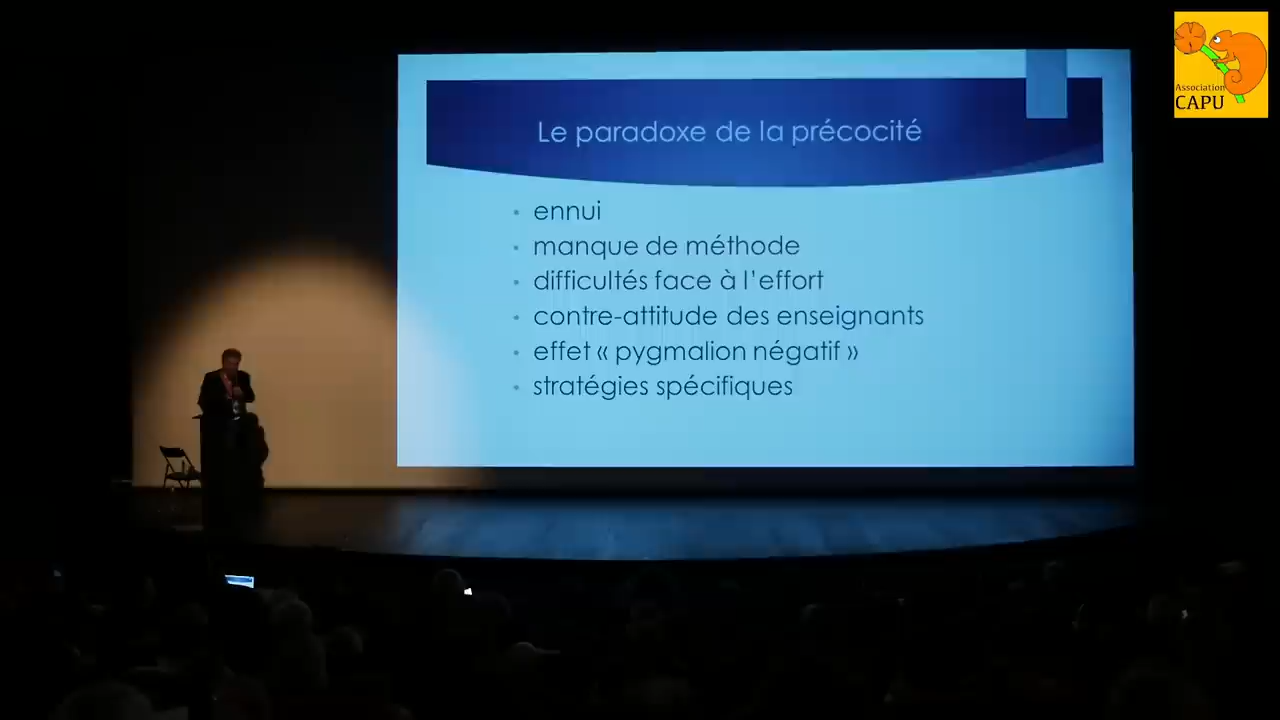 Le paradoxe de la précocité
• ennui
• manque de méthode
• difficultés face à l'effort
• contre-attitude des enseignants
• effet « pygmalion négatif »
• stratégies spécifiques
Association
CAPU